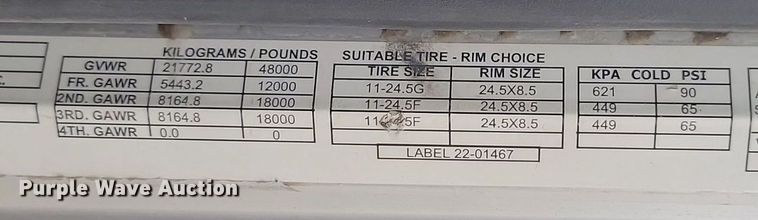 KILOGRAMS / POUNDS SUITABLE TIRE - RIM CHOICE
TIRE SIZE RIM SIZE KPA COLD PSI
GVWR 21772.8 48000
FR. GAWR 5443.2 12000 11-24.5G 24.5X8.5 621 90
2ND. GAWR 8164.8 18000 11-24.5F 24.5X8.5 449 65
3RD. GAWR 8164.8 18000 11-24.5F 24.5X8.5 449 65
4TH. GAWR 0.0 0
LABEL 22-01467
Purple Wave Auction